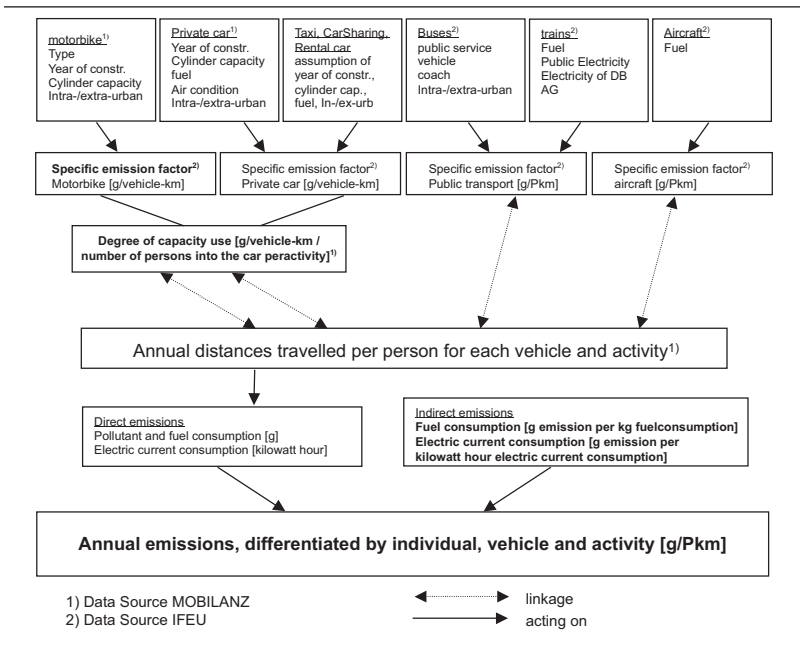 motorbike1)
Type
Year of constr.
Cylinder capacity
Intra-/extra-urban
Private car1)
Year of constr.
Cylinder capacity
fuel
Air condition
Intra-/extra-urban
Taxi, CarSharing,
Rental car
assumption of
year of constr.,
cylinder cap.,
fuel, In-/ex-urb
Buses2)
public service
vehicle
coach
Intra-/extra-urban
trains2)
Fuel
Public Electricity
Electricity of DB
AG
Aircraft2)
Fuel
Specific emission factor2)
Motorbike [g/vehicle-km]
Specific emission factor2)
Private car [g/vehicle-km]
Specific emission factor2)
Public transport [g/Pkm]
Specific emission factor2)
aircraft [g/Pkm]
Degree of capacity use [g/vehicle-km /
number of persons into the car peractivity]1)
Annual distances travelled per person for each vehicle and activity1)
Direct emissions
Pollutant and fuel consumption [g]
Electric current consumption [kilowatt hour]
Indirect emissions
Fuel consumption [g emission per kg fuelconsumption]
Electric current consumption [g emission per
kilowatt hour electric current consumption]
Annual emissions, differentiated by individual, vehicle and activity [g/Pkm]
1) Data Source MOBILANZ
2) Data Source IFEU
linkage
acting on